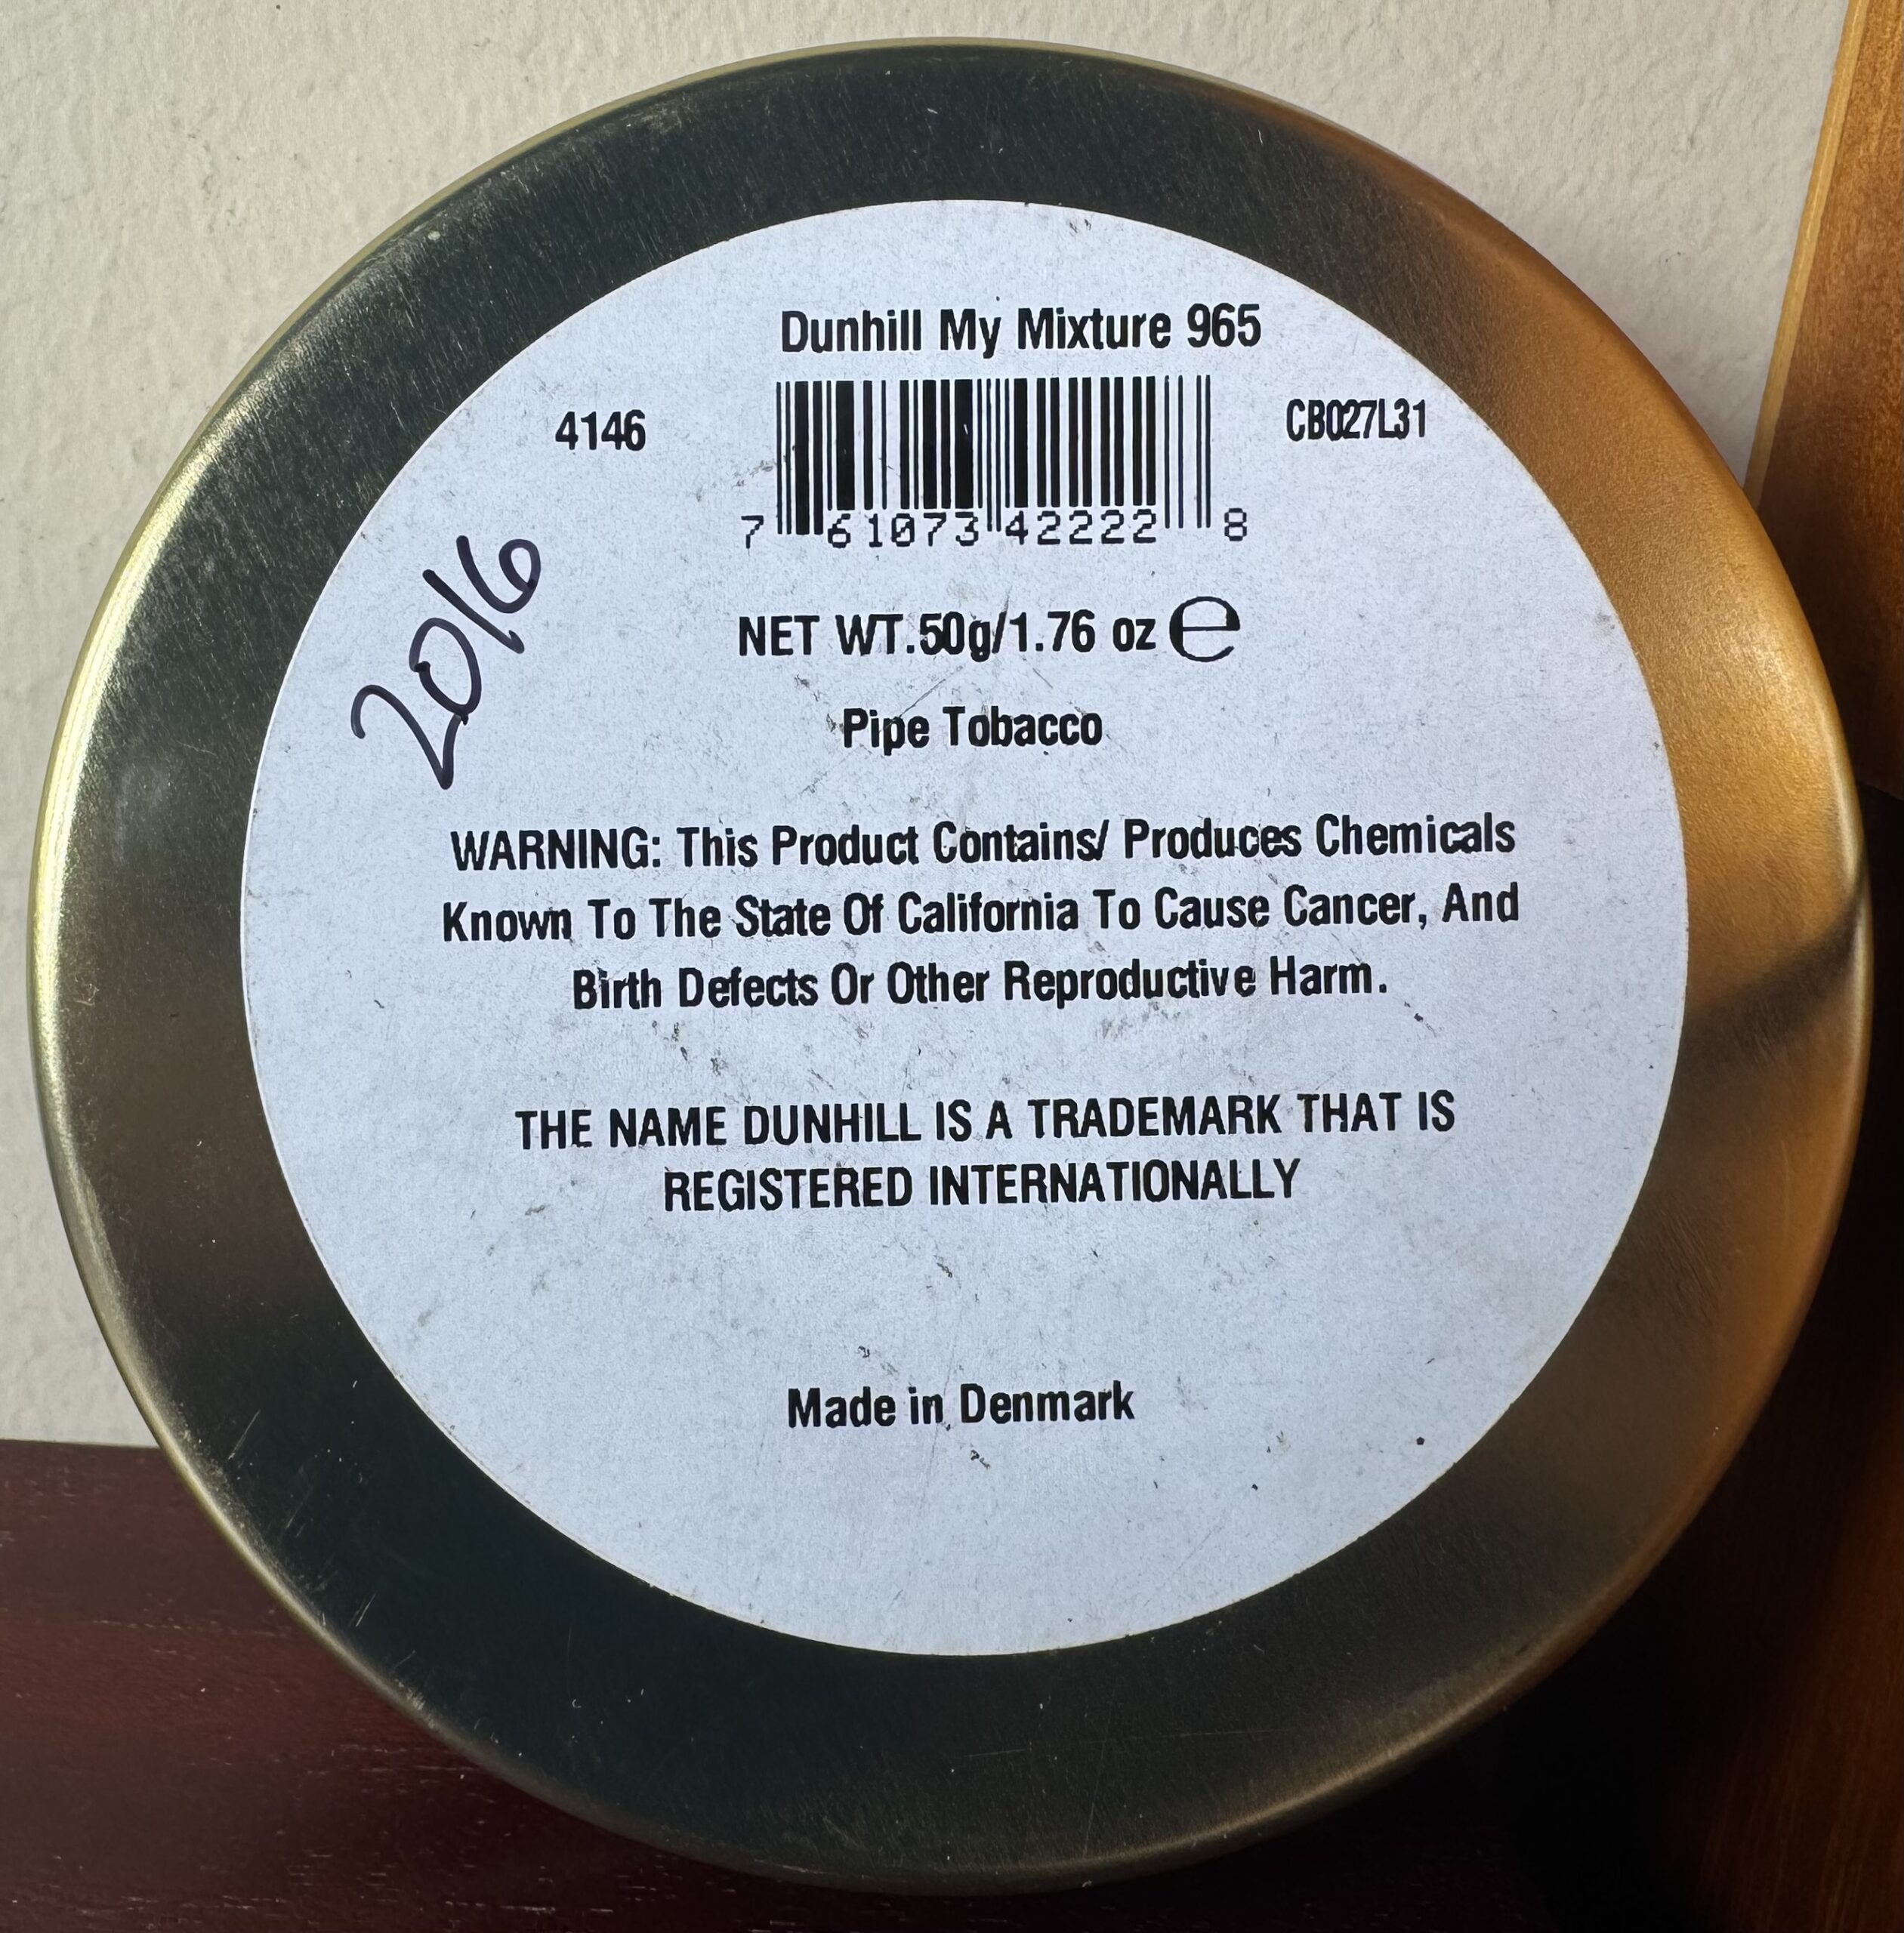 Dunhill My Mixture 965
4146
CB027L31
7 61073 42222 8
2016
NET WT.50g/1.76 oz e
Pipe Tobacco
WARNING: This Product Contains/ Produces Chemicals
Known To The State Of California To Cause Cancer, And
Birth Defects Or Other Reproductive Harm.
THE NAME DUNHILL IS A TRADEMARK THAT IS
REGISTERED INTERNATIONALLY
Made in Denmark